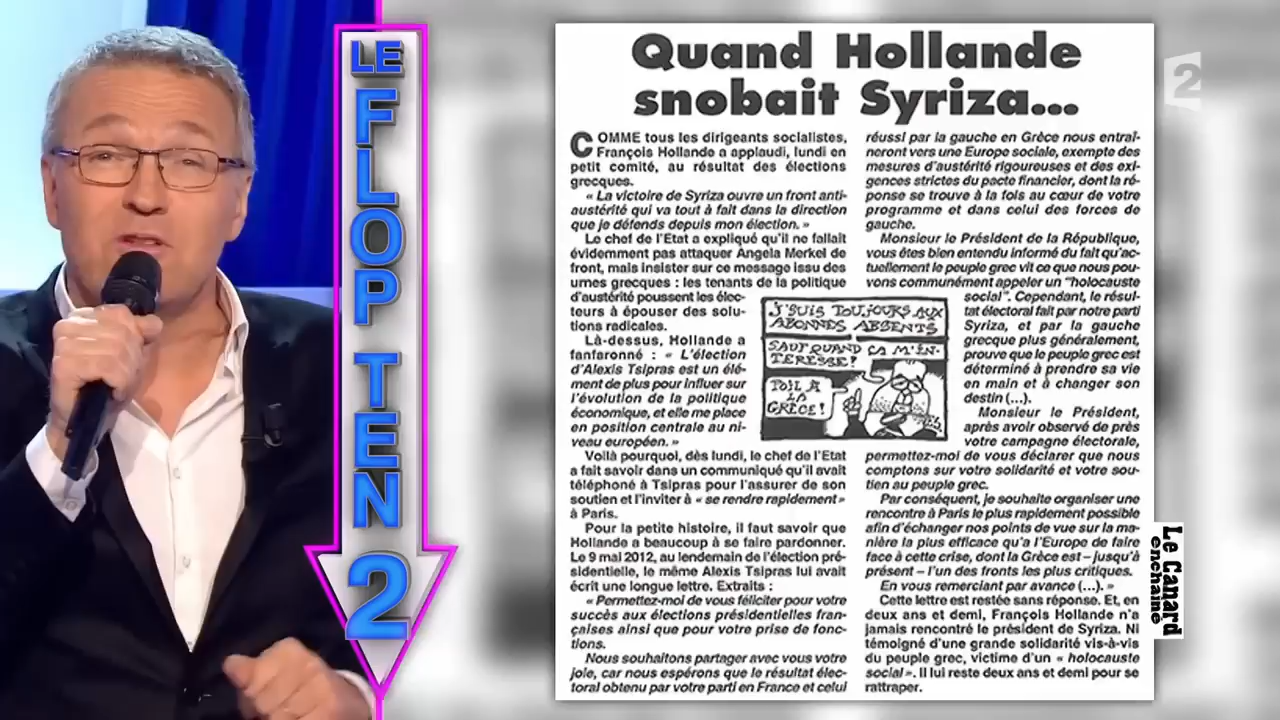 LE
FLOP
TEN
2
2
Quand Hollande
snobait Syriza...
COMME tous les dirigeants socialistes,
François Hollande a applaudi, lundi en
petit comité, au résultat des élections
grecques.
« La victoire de Syriza ouvre un front anti-
austérité qui va tout à fait dans la direction
que je défends depuis mon élection. »
Le chef de l'Etat a expliqué qu'il ne fallait
évidemment pas attaquer Angela Merkel de
front, mais insister sur ce message issu des
urnes grecques : les tenants de la politique
d'austérité poussent les élec-
teurs à épouser des solu-
tions radicales.
Là-dessus, Hollande a
fanfaronné : « L'élection
d'Alexis Tsipras est un élé-
ment de plus pour influer sur
l'évolution de la politique
économique, et elle me place
en position centrale au ni-
veau européen. »
Voilà pourquoi, dès lundi, le chef de l'Etat
a fait savoir dans un communiqué qu'il avait
téléphoné à Tsipras pour l'assurer de son
soutien et l'inviter à « se rendre rapidement »
à Paris.
Pour la petite histoire, il faut savoir que
Hollande a beaucoup à se faire pardonner.
Le 9 mai 2012, au lendemain de l'élection pré-
sidentielle, le même Alexis Tsipras lui avait
écrit une longue lettre. Extraits :
« Permettez-moi de vous féliciter pour votre
succès aux élections présidentielles fran-
çaises ainsi que pour votre prise de fonc-
tions.
Nous souhaitons partager avec vous votre
joie, car nous espérons que le résultat élec-
toral obtenu par votre parti en France et celui
réussi par la gauche en Grèce nous entraî-
neront vers une Europe sociale, exempte des
mesures d'austérité rigoureuses et des exi-
gences strictes du pacte financier, dont la ré-
ponse se trouve à la fois au cœur de votre
programme et dans celui des forces de
gauche.
Monsieur le Président de la République,
vous êtes bien entendu informé du fait qu'ac-
tuellement le peuple grec vit ce que nous pou-
vons communément appeler un "holocauste
social". Cependant, le résul-
tat électoral fait par notre parti
Syriza, et par la gauche
grecque plus généralement,
prouve que le peuple grec est
déterminé à prendre sa vie
en main et à changer son
destin (...).
Monsieur le Président,
après avoir observé de près
votre campagne électorale,
permettez-moi de vous déclarer que nous
comptons sur votre solidarité et votre sou-
tien au peuple grec.
Par conséquent, je souhaite organiser une
rencontre à Paris le plus rapidement possible
afin d'échanger nos points de vue sur la ma-
nière la plus efficace qu'a l'Europe de faire
face à cette crise, dont la Grèce est – jusqu'à
présent – l'un des fronts les plus critiques.
En vous remerciant par avance (...). »
Cette lettre est restée sans réponse. Et, en
deux ans et demi, François Hollande n'a
jamais rencontré le président de Syriza. Ni
témoigné d'une grande solidarité vis-à-vis
du peuple grec, victime d'un « holocauste
social ». Il lui reste deux ans et demi pour se
rattraper.
J'SUIS TOUJOURS AUX
ABONNÉS ABSENTS
SAUF QUAND ÇA M'IN-
TÉRESSE!
POIL À
LA
GRÈCE!
Le Canard
enchaîné